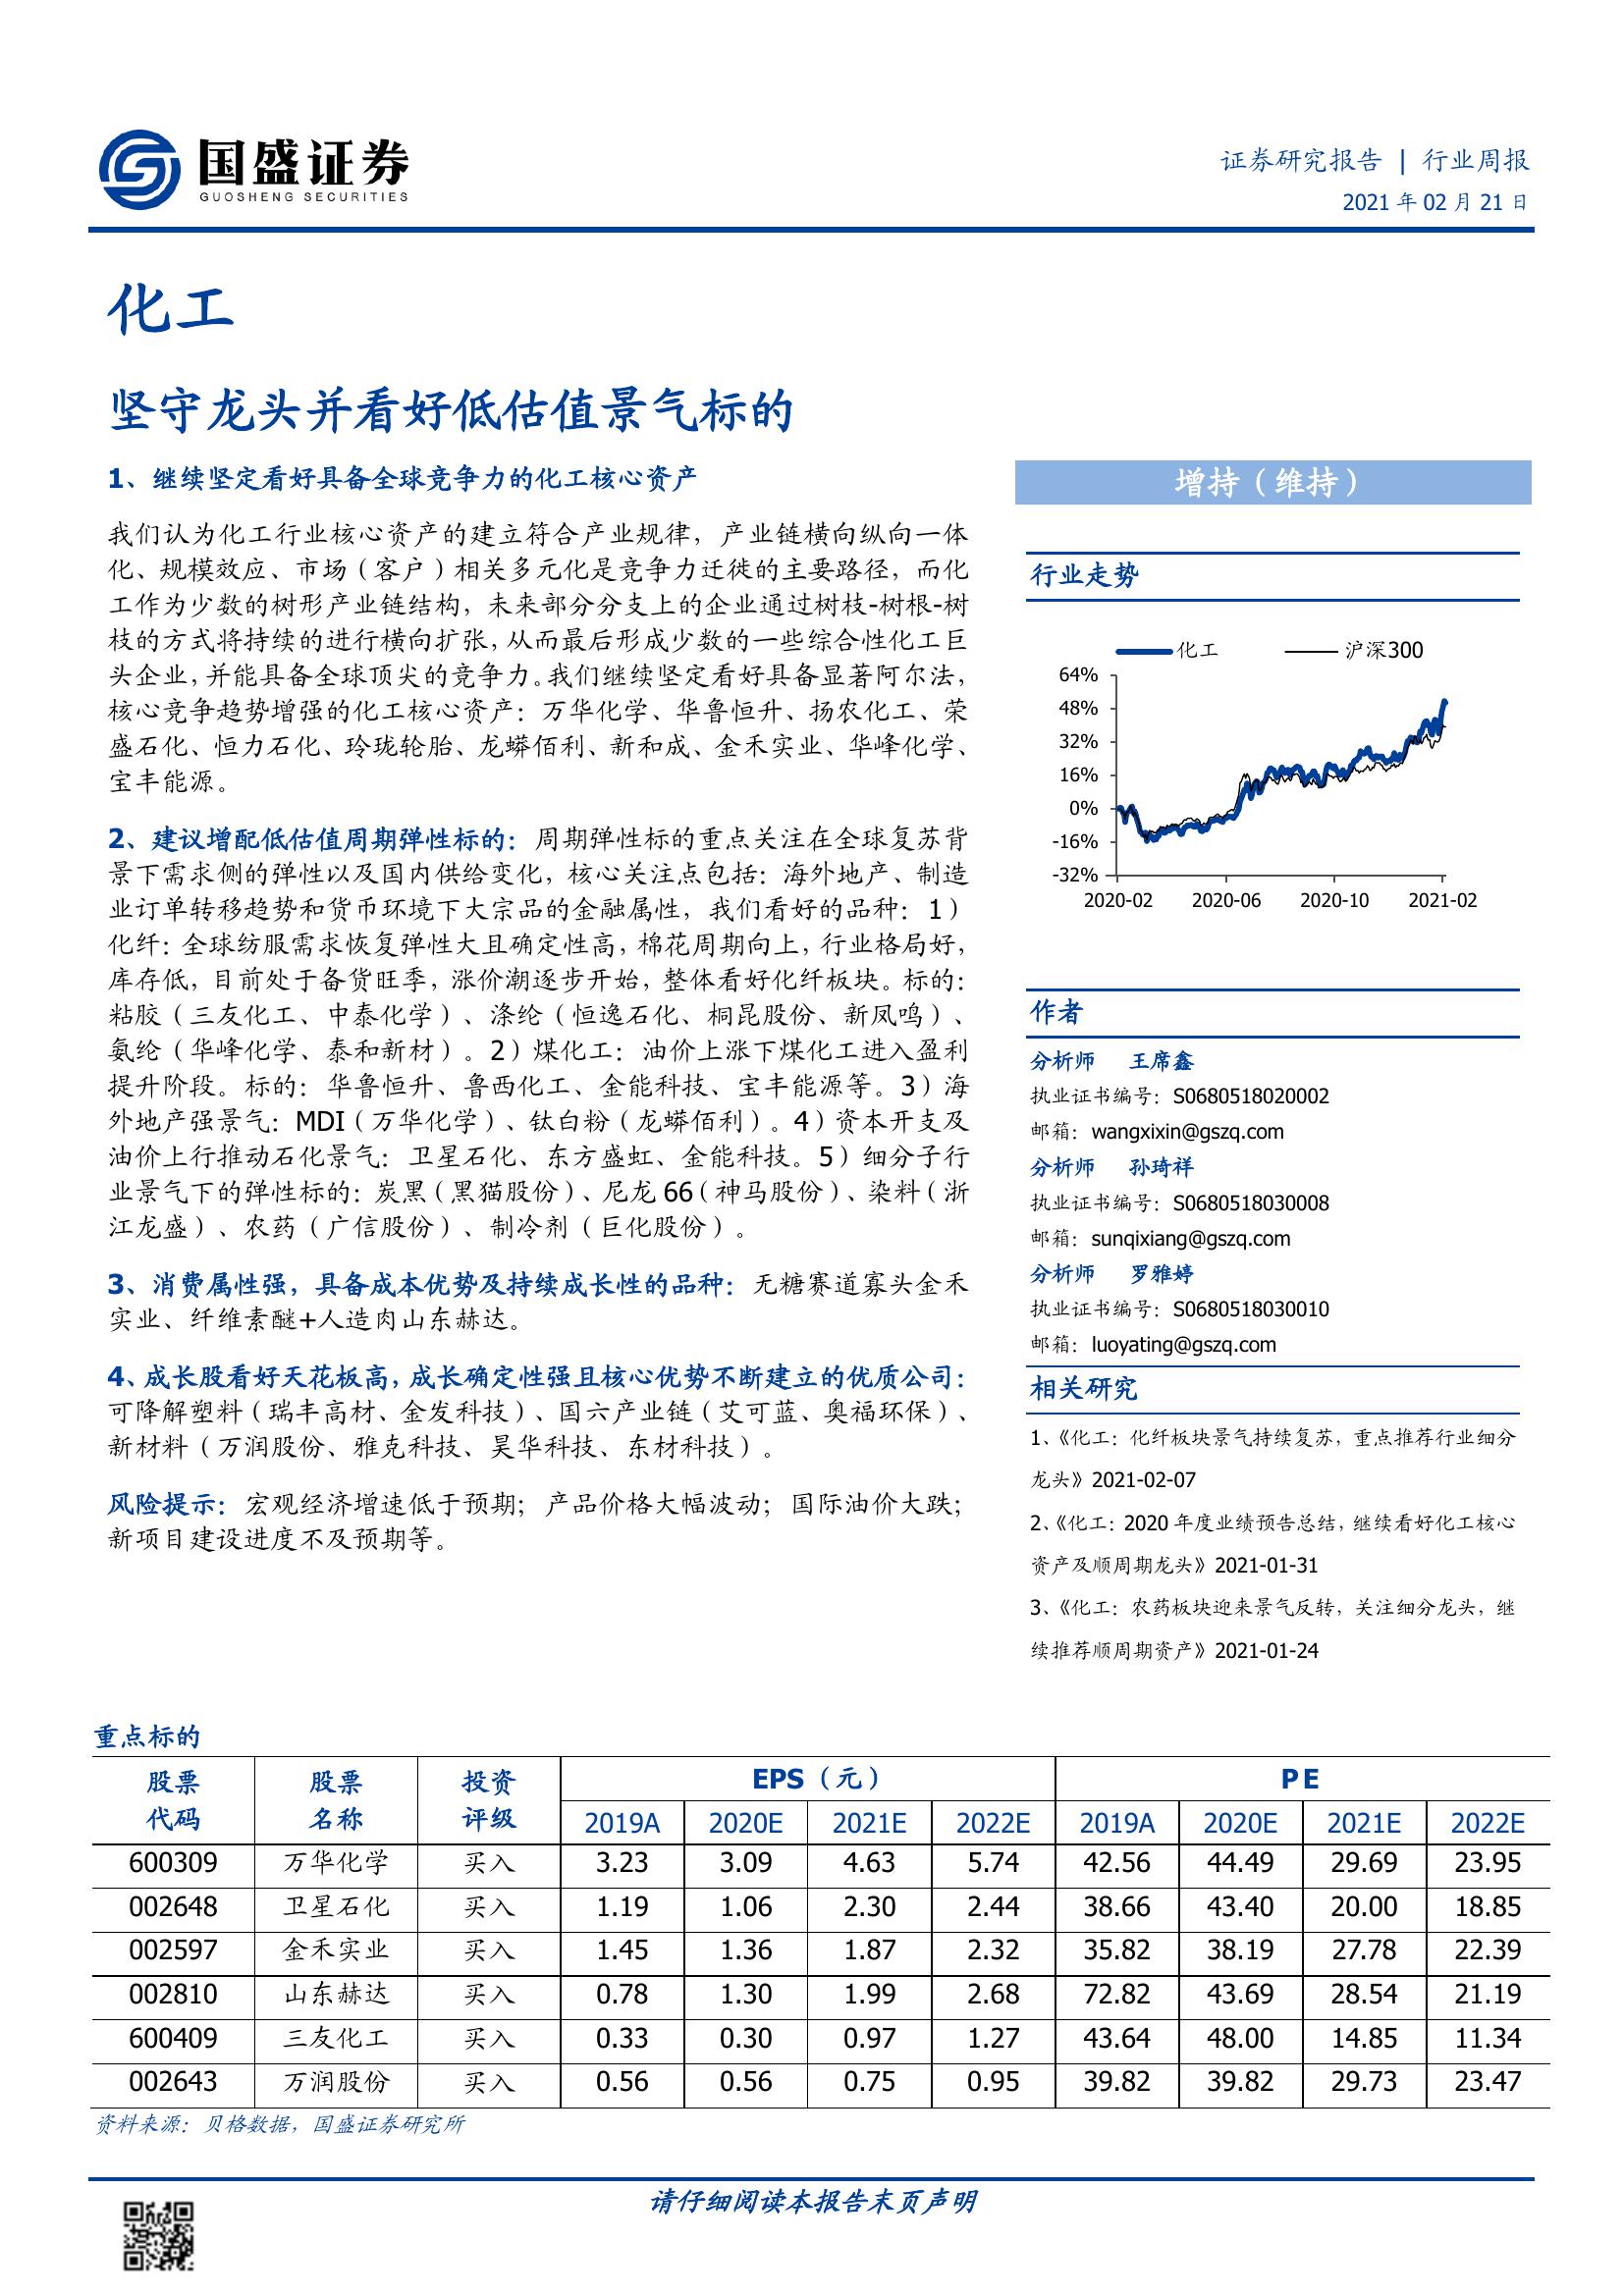 国盛证券
GUOSHENG SECURITIES
证券研究报告 | 行业周报
2021 年 02 月 21 日
化工
坚守龙头并看好低估值景气标的
1、继续坚定看好具备全球竞争力的化工核心资产
我们认为化工行业核心资产的建立符合产业规律，产业链横向纵向一体
化、规模效应、市场（客户）相关多元化是竞争力迁徙的主要路径，而化
工作为少数的树形产业链结构，未来部分分支上的企业通过树枝-树根-树
枝的方式将持续的进行横向扩张，从而最后形成少数的一些综合性化工巨
头企业，并能具备全球顶尖的竞争力。我们继续坚定看好具备显著阿尔法，
核心竞争趋势增强的化工核心资产：万华化学、华鲁恒升、扬农化工、荣
盛石化、恒力石化、玲珑轮胎、龙蟒佰利、新和成、金禾实业、华峰化学、
宝丰能源。
2、建议增配低估值周期弹性标的：周期弹性标的重点关注在全球复苏背
景下需求侧的弹性以及国内供给变化，核心关注点包括：海外地产、制造
业订单转移趋势和货币环境下大宗品的金融属性，我们看好的品种：1）
化纤：全球纺服需求恢复弹性大且确定性高，棉花周期向上，行业格局好，
库存低，目前处于备货旺季，涨价潮逐步开始，整体看好化纤板块。标的：
粘胶（三友化工、中泰化学）、涤纶（恒逸石化、桐昆股份、新凤鸣）、
氨纶（华峰化学、泰和新材）。2）煤化工：油价上涨下煤化工进入盈利
提升阶段。标的：华鲁恒升、鲁西化工、金能科技、宝丰能源等。3）海
外地产强景气：MDI（万华化学）、钛白粉（龙蟒佰利）。4）资本开支及
油价上行推动石化景气：卫星石化、东方盛虹、金能科技。5）细分子行
业景气下的弹性标的：炭黑（黑猫股份）、尼龙 66（神马股份）、染料（浙
江龙盛）、农药（广信股份）、制冷剂（巨化股份）。
3、消费属性强，具备成本优势及持续成长性的品种：无糖赛道寡头金禾
实业、纤维素醚+人造肉山东赫达。
4、成长股看好天花板高，成长确定性强且核心优势不断建立的优质公司：
可降解塑料（瑞丰高材、金发科技）、国六产业链（艾可蓝、奥福环保）、
新材料（万润股份、雅克科技、昊华科技、东材科技）。
风险提示：宏观经济增速低于预期；产品价格大幅波动；国际油价大跌；
新项目建设进度不及预期等。
增持（维持）
行业走势
化工 沪深300
64%
48%
32%
16%
0%
-16%
-32%
2020-02 2020-06 2020-10 2021-02
作者
分析师 王席鑫
执业证书编号：S0680518020002
邮箱：wangxixin@gszq.com
分析师 孙琦祥
执业证书编号：S0680518030008
邮箱：sunqixiang@gszq.com
分析师 罗雅婷
执业证书编号：S0680518030010
邮箱：luoyating@gszq.com
相关研究
1、《化工：化纤板块景气持续复苏，重点推荐行业细分
龙头》2021-02-07
2、《化工：2020 年度业绩预告总结，继续看好化工核心
资产及顺周期龙头》2021-01-31
3、《化工：农药板块迎来景气反转，关注细分龙头，继
续推荐顺周期资产》2021-01-24
重点标的
股票 股票 投资 EPS（元） P E
代码 名称 评级 2019A 2020E 2021E 2022E 2019A 2020E 2021E 2022E
600309 万华化学 买入 3.23 3.09 4.63 5.74 42.56 44.49 29.69 23.95
002648 卫星石化 买入 1.19 1.06 2.30 2.44 38.66 43.40 20.00 18.85
002597 金禾实业 买入 1.45 1.36 1.87 2.32 35.82 38.19 27.78 22.39
002810 山东赫达 买入 0.78 1.30 1.99 2.68 72.82 43.69 28.54 21.19
600409 三友化工 买入 0.33 0.30 0.97 1.27 43.64 48.00 14.85 11.34
002643 万润股份 买入 0.56 0.56 0.75 0.95 39.82 39.82 29.73 23.47
资料来源：贝格数据，国盛证券研究所
请仔细阅读本报告末页声明